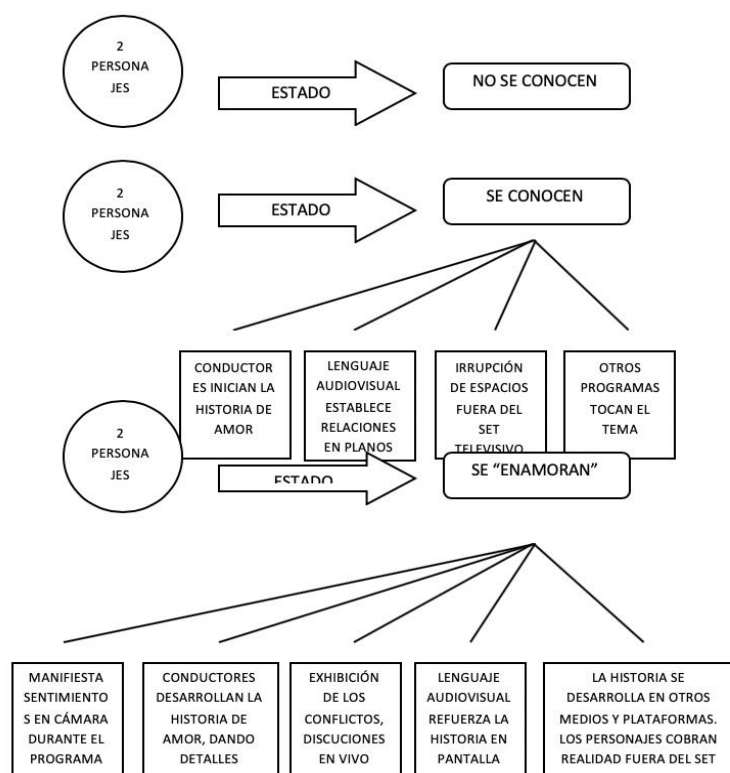 2
PERSONA
JES
ESTADO
NO SE CONOCEN
2
PERSONA
JES
ESTADO
SE CONOCEN
CONDUCTOR
ES INICIAN LA
HISTORIA DE
AMOR
LENGUAJE
AUDIOVISUAL
ESTABLECE
RELACIONES
EN PLANOS
IRRUPCIÓN
DE ESPACIOS
FUERA DEL
SET
TELEVISIVO
OTROS
PROGRAMAS
TOCAN EL
TEMA
2
PERSONA
JES
ESTADO
SE “ENAMORAN”
MANIFIESTA
SENTIMIENTO
S EN CÁMARA
DURANTE EL
PROGRAMA
CONDUCTORES
DESARROLLAN LA
HISTORIA DE
AMOR, DANDO
DETALLES
EXHIBICIÓN
DE LOS
CONFLICTOS,
DISCUCIONES
EN VIVO
LENGUAJE
AUDIOVISUAL
REFUERZA LA
HISTORIA EN
PANTALLA
LA HISTORIA SE
DESARROLLA EN OTROS
MEDIOS Y PLATAFORMAS.
LOS PERSONAJES COBRAN
REALIDAD FUERA DEL SET